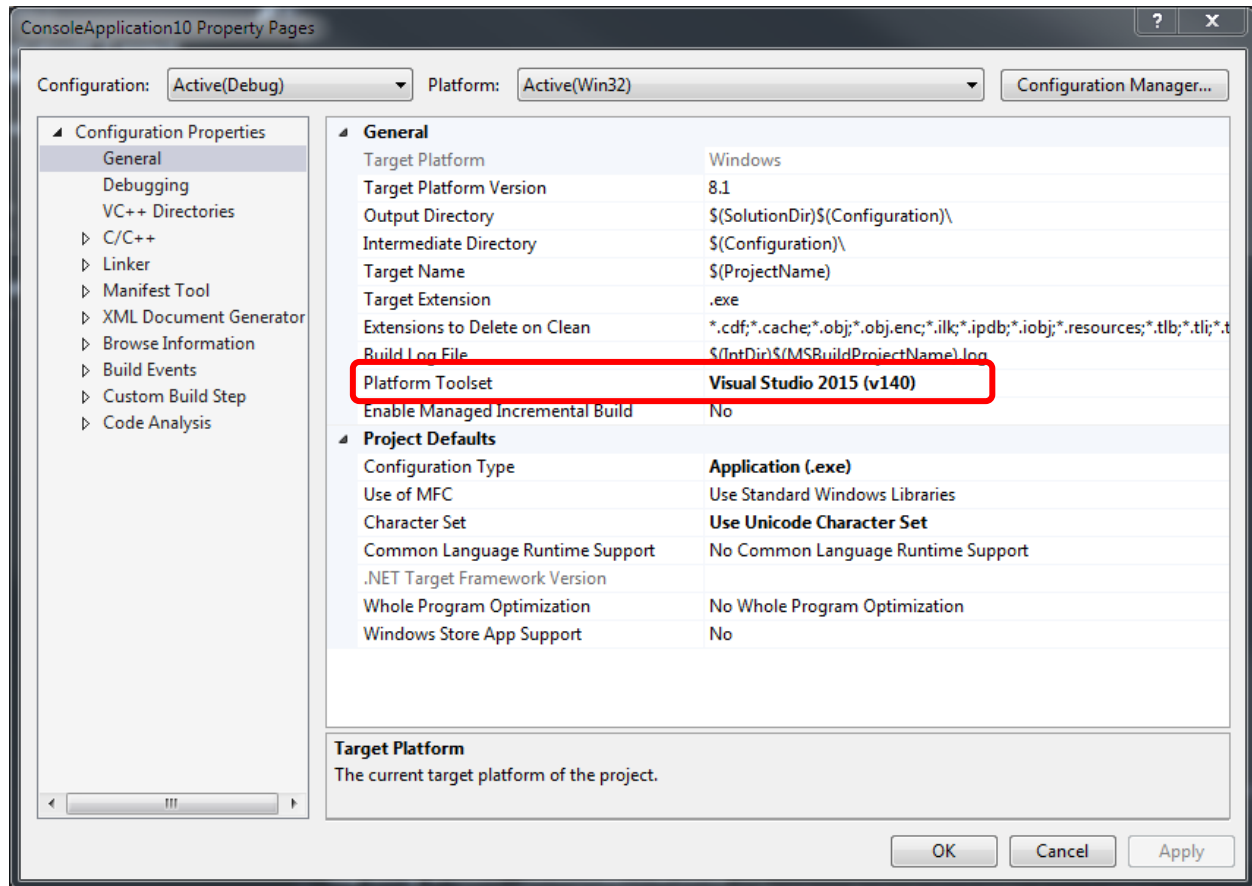 ConsoleApplication10 Property Pages
Configuration: Active(Debug) Platform: Active(Win32) Configuration Manager...
Configuration Properties
General
Debugging
VC++ Directories
C/C++
Linker
Manifest Tool
XML Document Generator
Browse Information
Build Events
Custom Build Step
Code Analysis
General
Target Platform Windows
Target Platform Version 8.1
Output Directory $(SolutionDir)$(Configuration)\
Intermediate Directory $(Configuration)\
Target Name $(ProjectName)
Target Extension .exe
Extensions to Delete on Clean *.cdf;*.cache;*.obj;*.obj.enc;*.ilk;*.ipdb;*.iobj;*.resources;*.tlb;*.tli;*.t
Build Log File $(IntDir)$(MSBuildProjectName).log
Platform Toolset Visual Studio 2015 (v140)
Enable Managed Incremental Build No
Project Defaults
Configuration Type Application (.exe)
Use of MFC Use Standard Windows Libraries
Character Set Use Unicode Character Set
Common Language Runtime Support No Common Language Runtime Support
.NET Target Framework Version
Whole Program Optimization No Whole Program Optimization
Windows Store App Support No
Target Platform
The current target platform of the project.
OK Cancel Apply